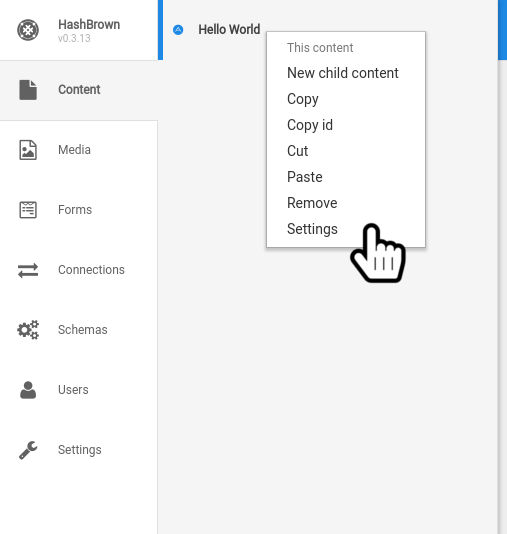 HashBrown
v0.3.13
Content
Media
Forms
Connections
Schemas
Users
Settings
Hello World
This content
New child content
Copy
Copy id
Cut
Paste
Remove
Settings